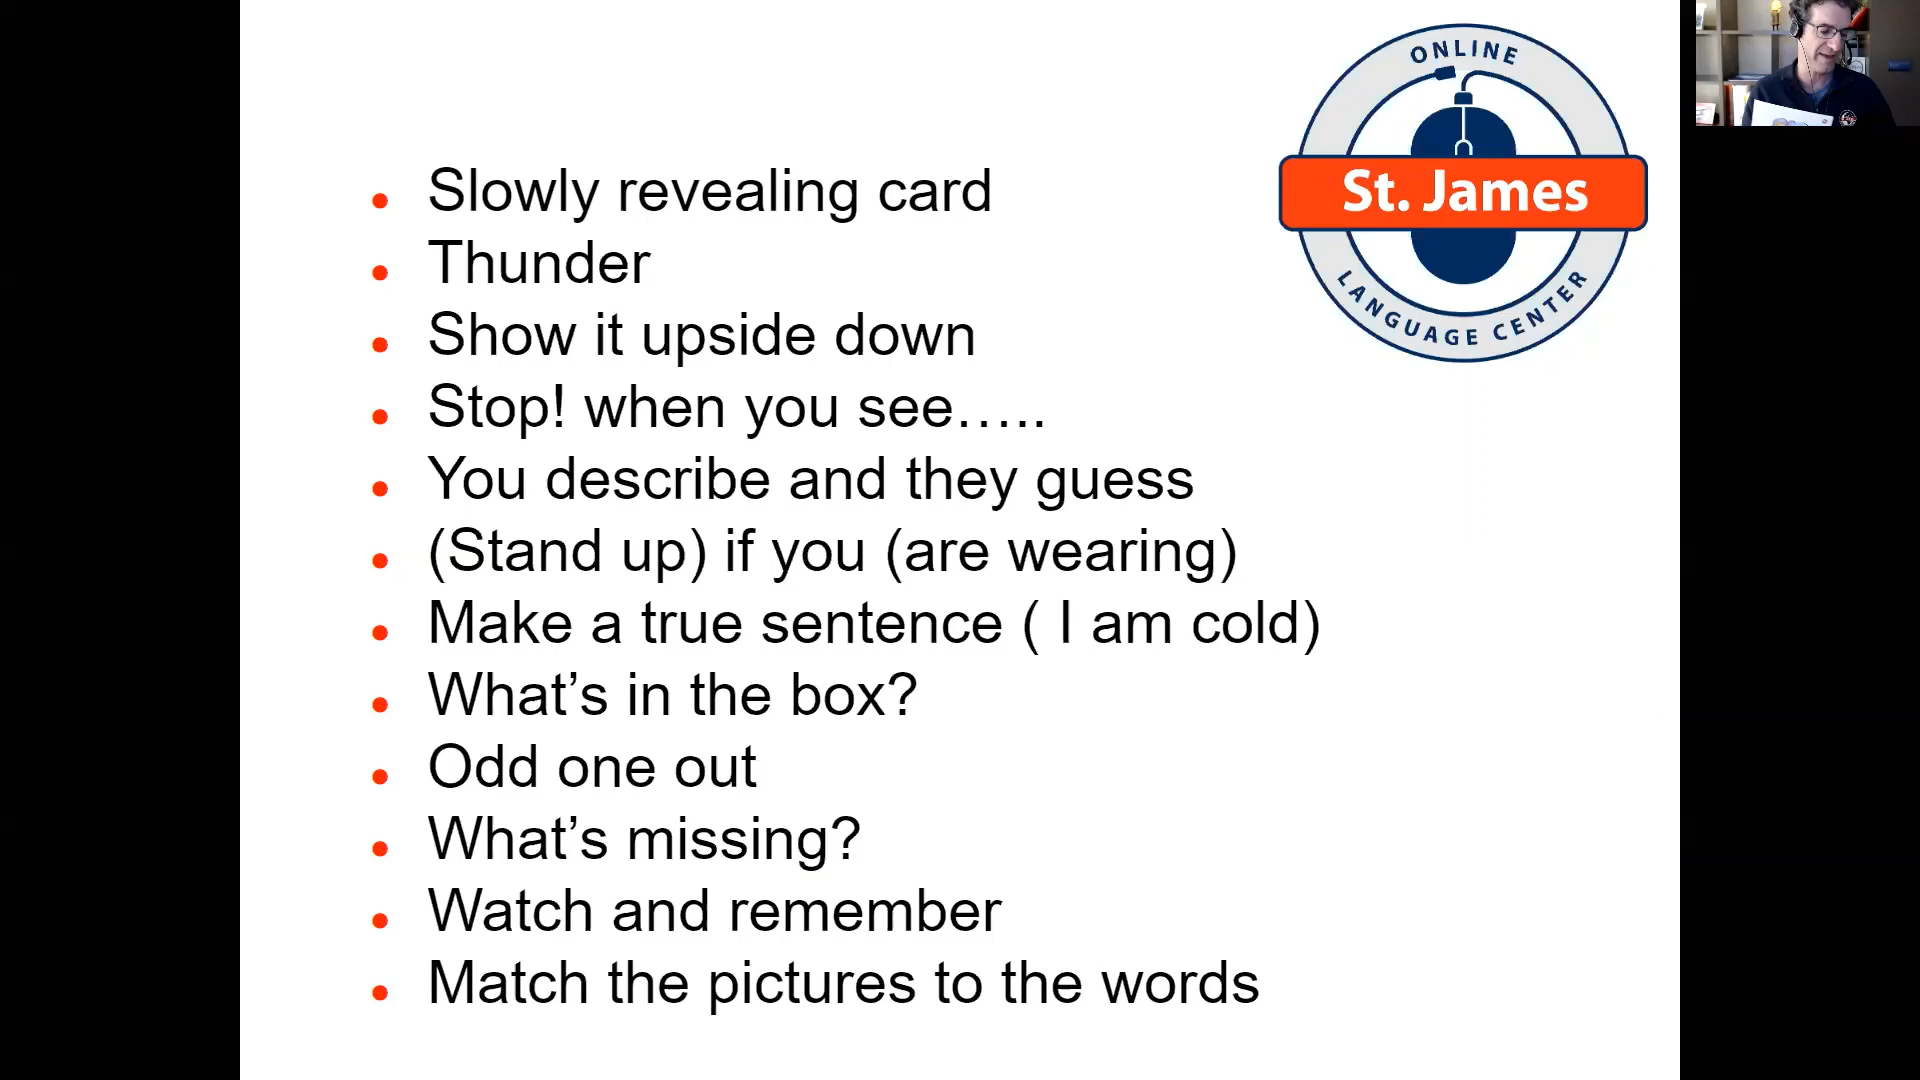 ONLINE
St. James
LANGUAGE CENTER
Slowly revealing card
Thunder
Show it upside down
Stop! when you see…..
You describe and they guess
(Stand up) if you (are wearing)
Make a true sentence ( I am cold)
What’s in the box?
Odd one out
What’s missing?
Watch and remember
Match the pictures to the words